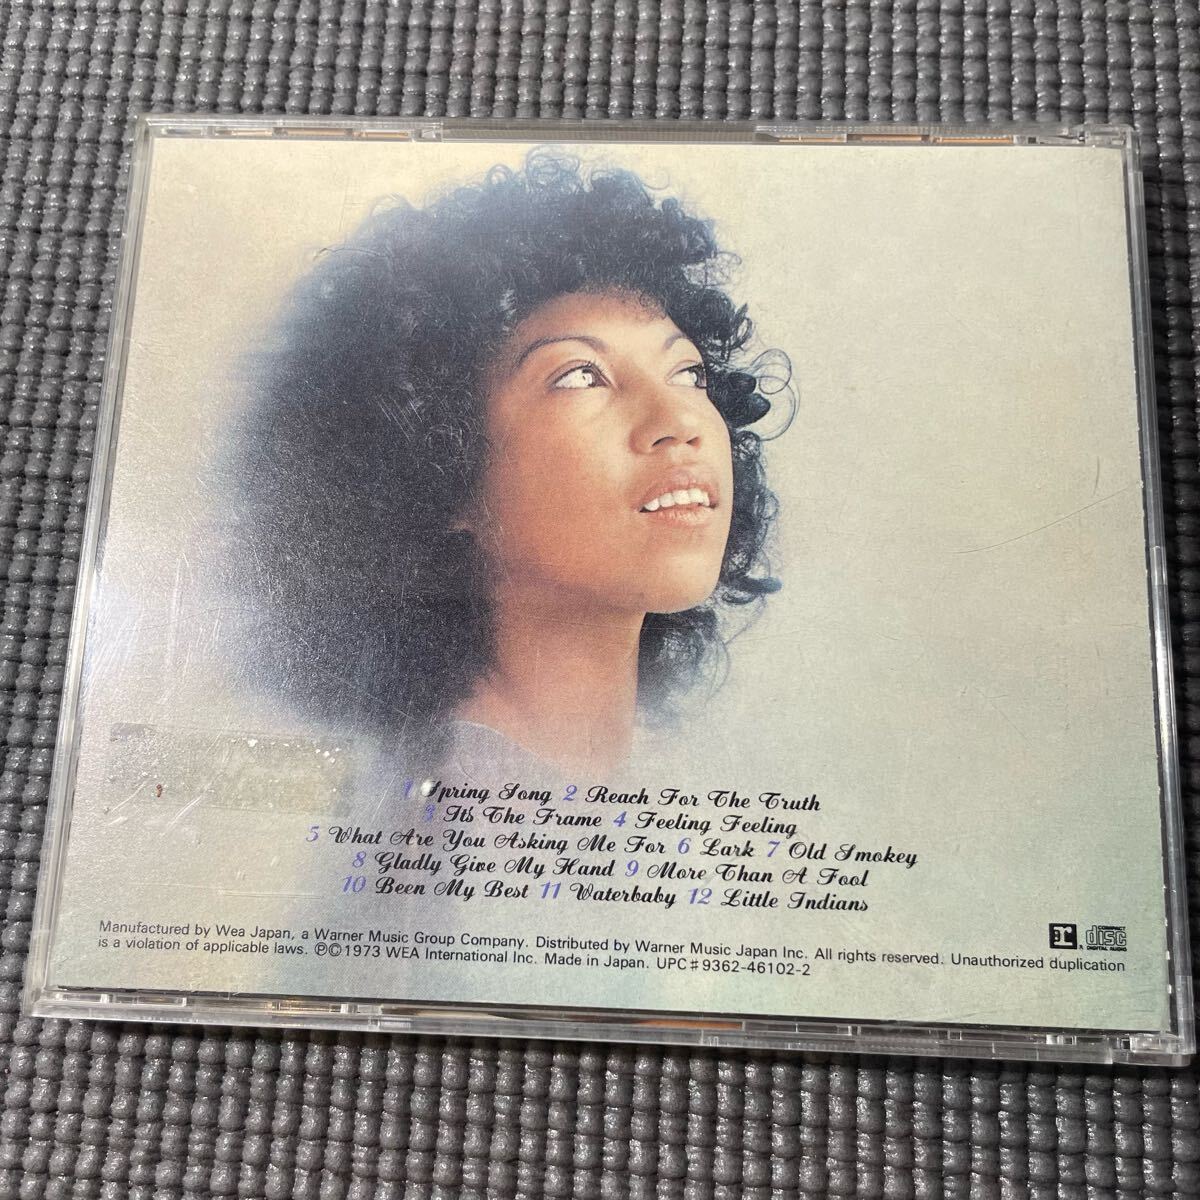 1 Spring Song 2 Reach For The Truth
3 It's The Frame 4 Feeling Feeling
5 What Are You Asking Me For 6 Lark 7 Old Smokey
8 Gladly Give My Hand 9 More Than A Fool
10 Been My Best 11 Waterbaby 12 Little Indians
Manufactured by Wea Japan, a Warner Music Group Company. Distributed by Warner Music Japan Inc. All rights reserved. Unauthorized duplication
is a violation of applicable laws. ℗©1973 WEA International Inc. Made in Japan. UPC#9362-46102-2
r®
COMPACT
disc
DIGITAL AUDIO